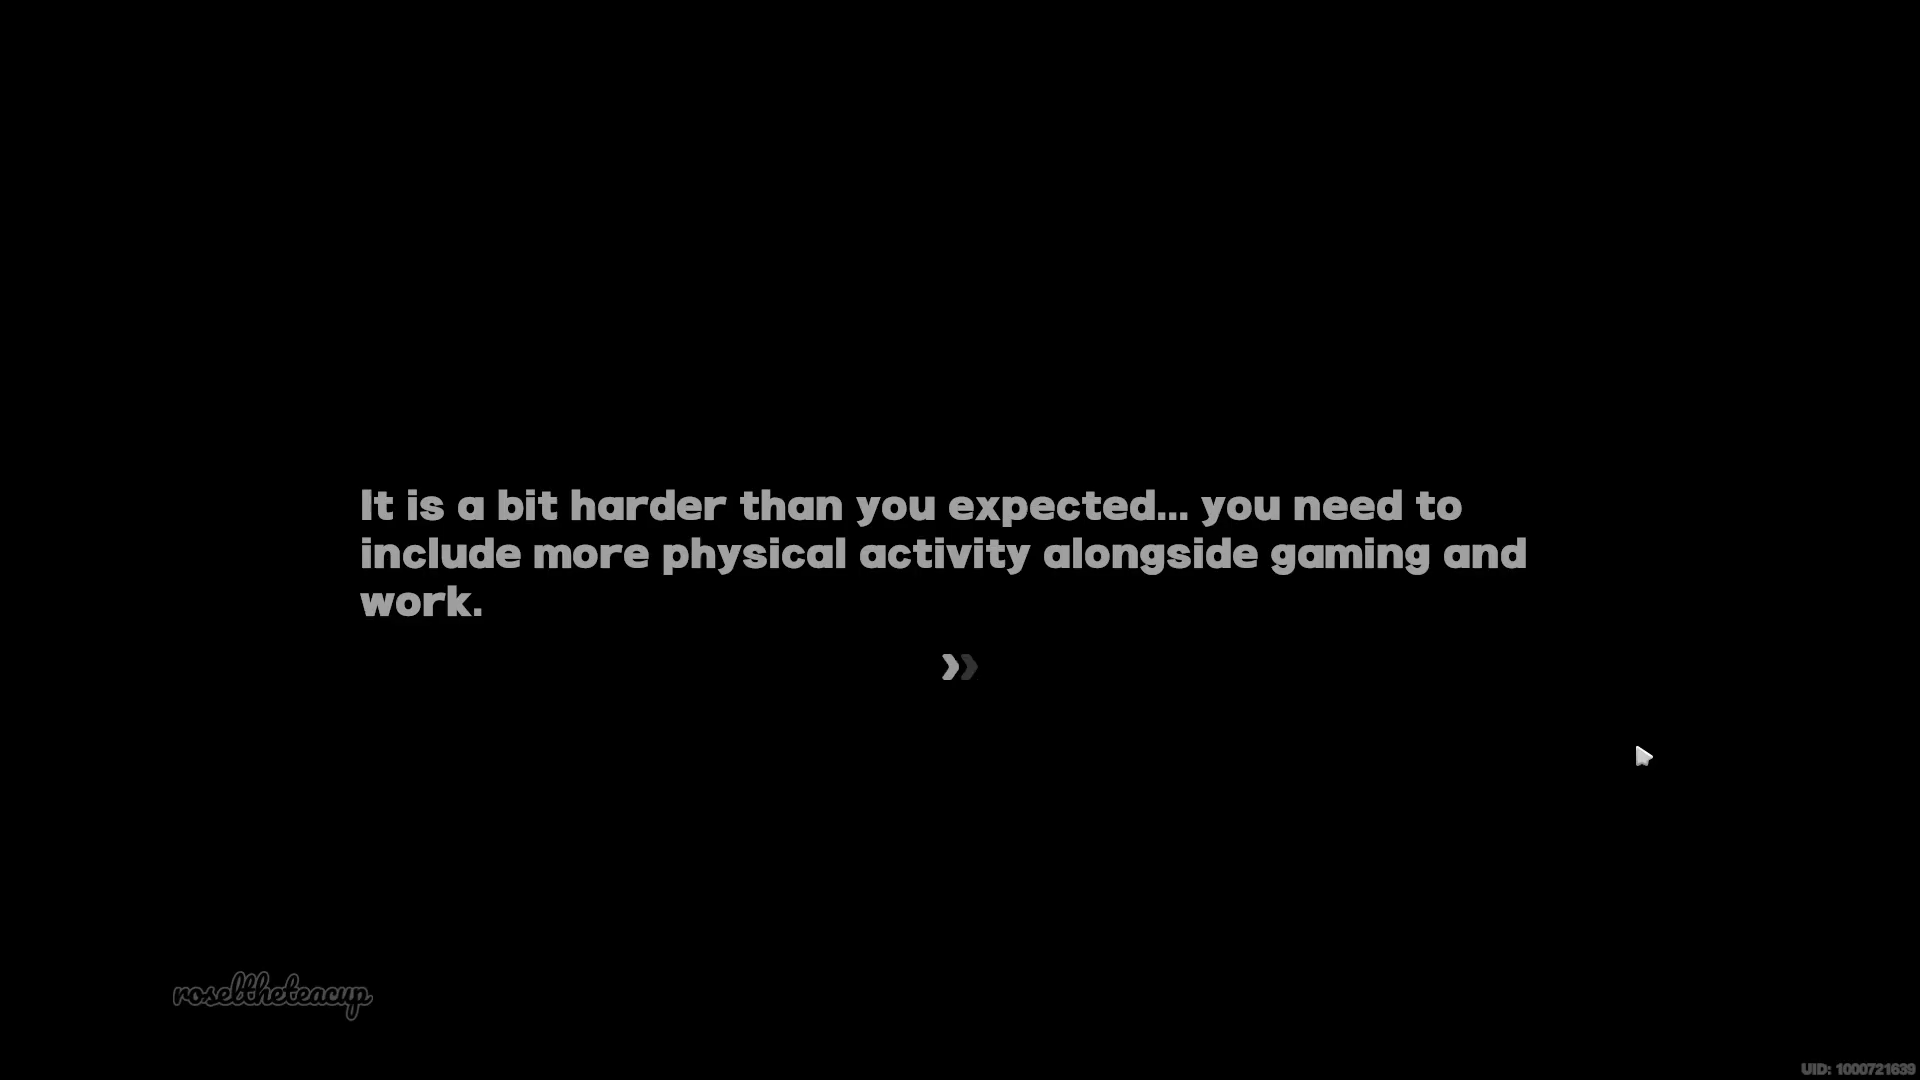 It is a bit harder than you expected... you need to
include more physical activity alongside gaming and
work.
roseltheteacup
UID: 1000721639